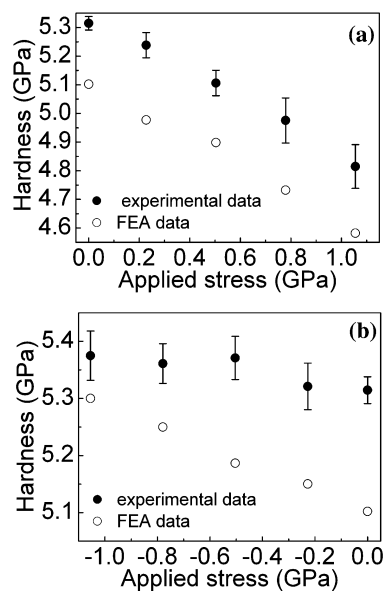 (a)
Hardness (GPa)
5.3
5.2
5.1
5.0
4.9
4.8
4.7
4.6
experimental data
FEA data
0.0 0.2 0.4 0.6 0.8 1.0
Applied stress (GPa)
(b)
Hardness (GPa)
5.4
5.3
5.2
5.1
experimental data
FEA data
-1.0 -0.8 -0.6 -0.4 -0.2 0.0
Applied stress (GPa)